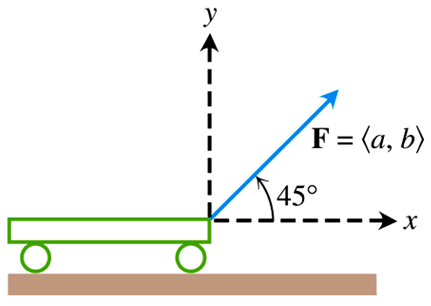 y
F = ⟨a, b⟩
45°
x